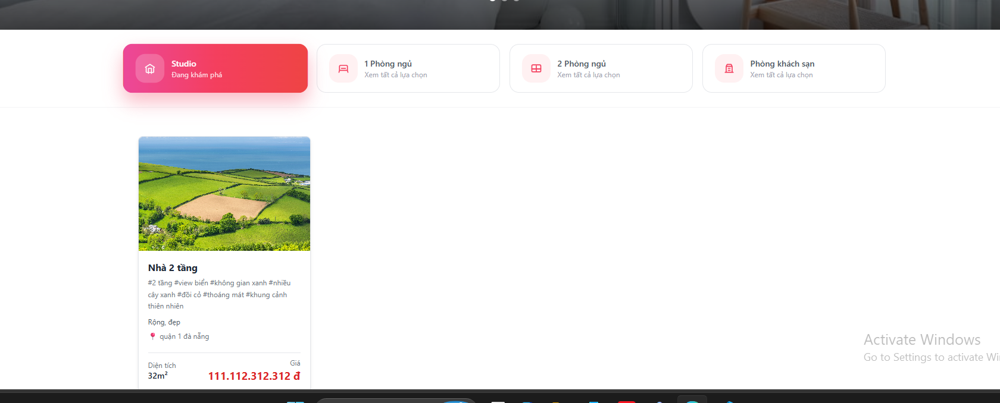 Studio
Đang khám phá
1 Phòng ngủ
Xem tất cả lựa chọn
2 Phòng ngủ
Xem tất cả lựa chọn
Phòng khách sạn
Xem tất cả lựa chọn
Nhà 2 tầng
#2 tầng #view biển #không gian xanh #nhiều
cây xanh #đồi cỏ #thoáng mát #khung cảnh
thiên nhiên
Rộng, đẹp
quận 1 đà nẵng
Diện tích
32m²
Giá
111.112.312.312 đ
Activate Windows
Go to Settings to activate Wi